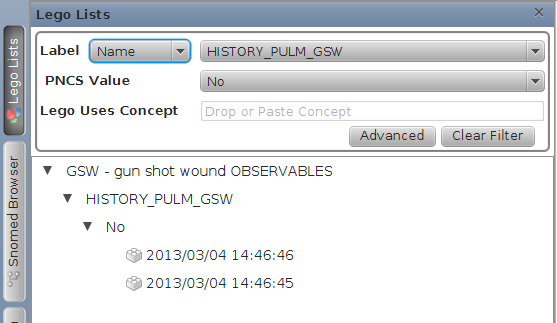 Lego Lists
Lego Lists
Snomed Browser
Label Name HISTORY_PULM_GSW
PNCS Value No
Lego Uses Concept Drop or Paste Concept
Advanced Clear Filter
GSW - gun shot wound OBSERVABLES
HISTORY_PULM_GSW
No
2013/03/04 14:46:46
2013/03/04 14:46:45